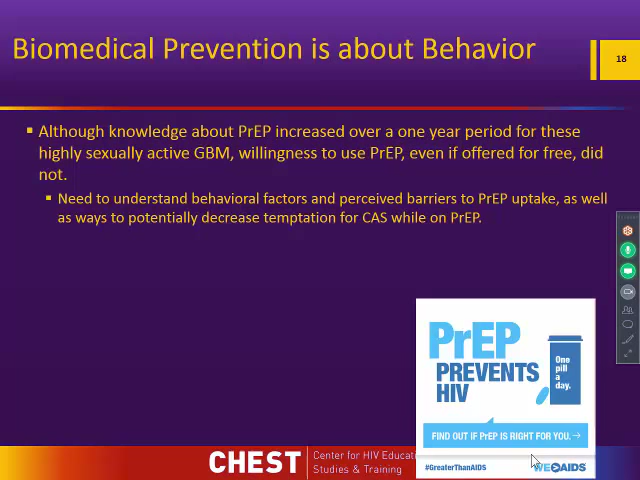 Biomedical Prevention is about Behavior
18
Although knowledge about PrEP increased over a one year period for these
highly sexually active GBM, willingness to use PrEP, even if offered for free, did
not.
Need to understand behavioral factors and perceived barriers to PrEP uptake, as well
as ways to potentially decrease temptation for CAS while on PrEP.
PrEP
PREVENTS
HIV
One
pill
a
day.
FIND OUT IF PrEP IS RIGHT FOR YOU.
#GreaterThanAIDS
WE>AIDS
CHEST
Center for HIV Educati
Studies & Training